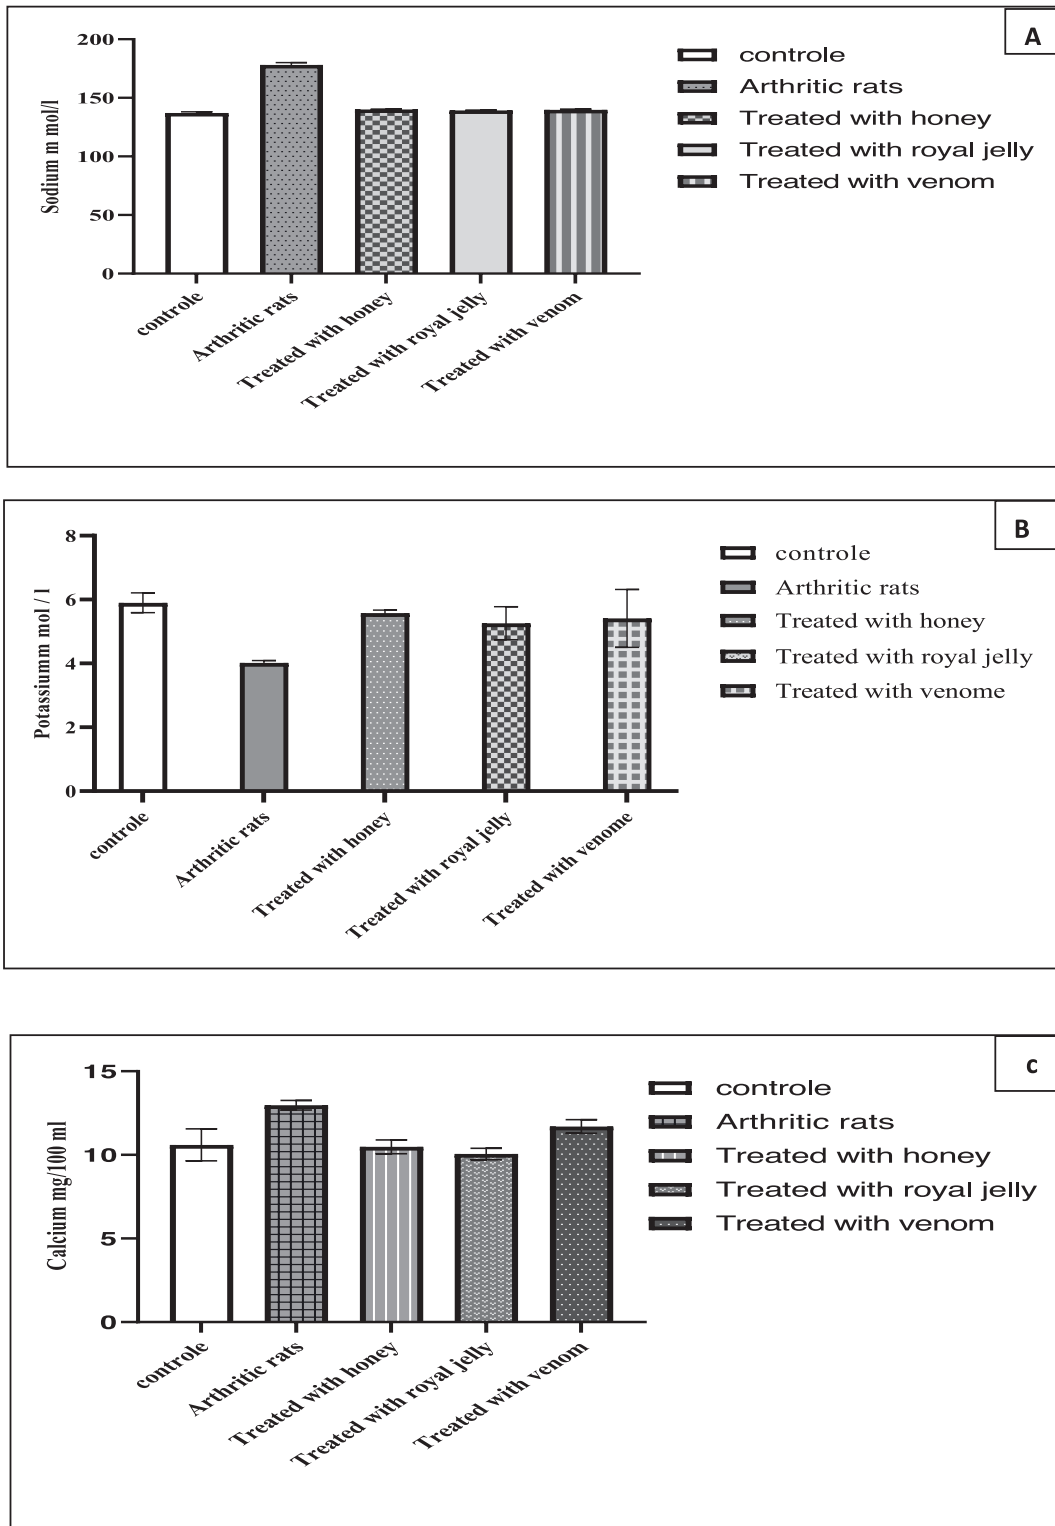 A
Sodium m mol/l
200
150
100
50
0
controle
Arthritic rats
Treated with honey
Treated with royal jelly
Treated with venom
controle
Arthritic rats
Treated with honey
Treated with royal jelly
Treated with venom
B
Potassiumm mol / l
8
6
4
2
0
controle
Arthritic rats
Treated with honey
Treated with royal jelly
Treated with venome
controle
Arthritic rats
Treated with honey
Treated with royal jelly
Treated with venome
c
Calcium mg/100 ml
15
10
5
0
controle
Arthritic rats
Treated with honey
Treated with royal jelly
Treated with venom
controle
Arthritic rats
Treated with honey
Treated with royal jelly
Treated with venom